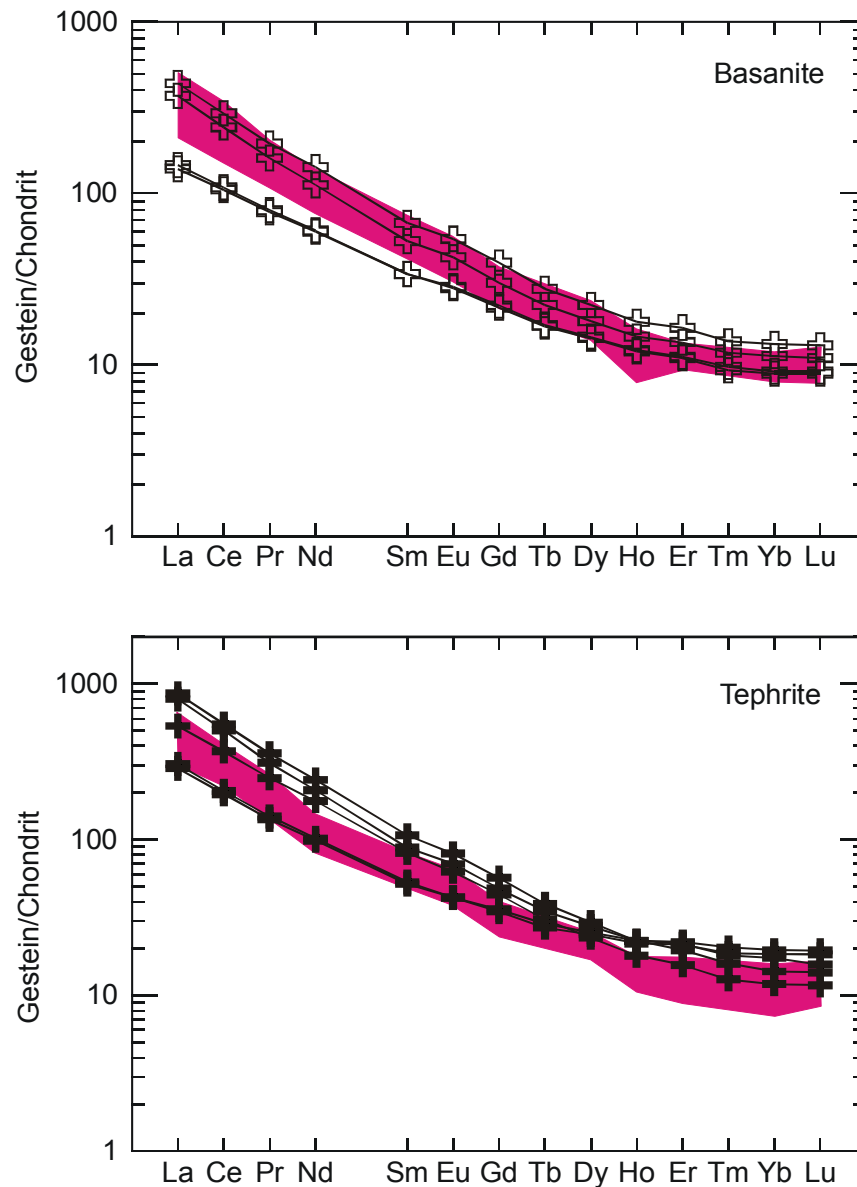 1000
Basanite
100
Gestein/Chondrit
10
1
La Ce Pr Nd Sm Eu Gd Tb Dy Ho Er Tm Yb Lu
1000
Tephrite
100
Gestein/Chondrit
10
1
La Ce Pr Nd Sm Eu Gd Tb Dy Ho Er Tm Yb Lu